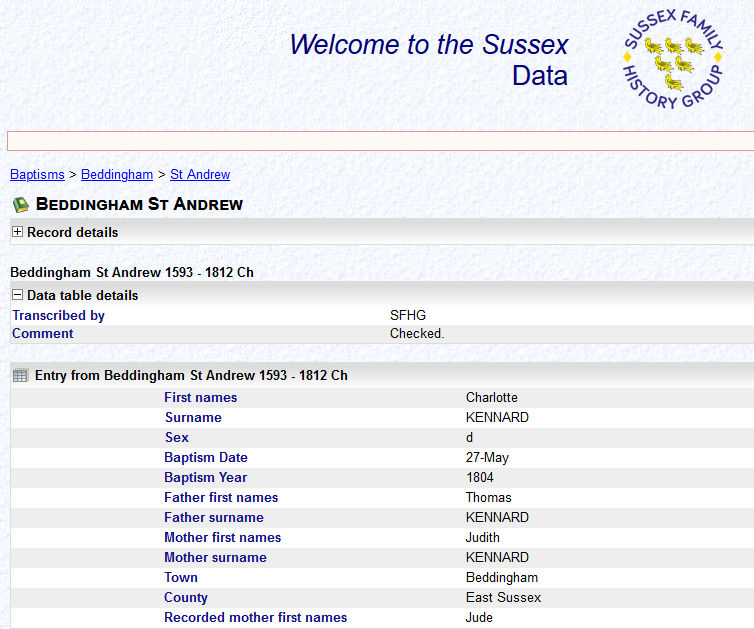 Welcome to the Sussex
Data
SUSSEX FAMILY
HISTORY GROUP
Baptisms > Beddingham > St Andrew
BEDDINGHAM ST ANDREW
Record details
Beddingham St Andrew 1593 - 1812 Ch
Data table details
Transcribed by SFHG
Comment Checked.
Entry from Beddingham St Andrew 1593 - 1812 Ch
First names Charlotte
Surname KENNARD
Sex d
Baptism Date 27-May
Baptism Year 1804
Father first names Thomas
Father surname KENNARD
Mother first names Judith
Mother surname KENNARD
Town Beddingham
County East Sussex
Recorded mother first names Jude